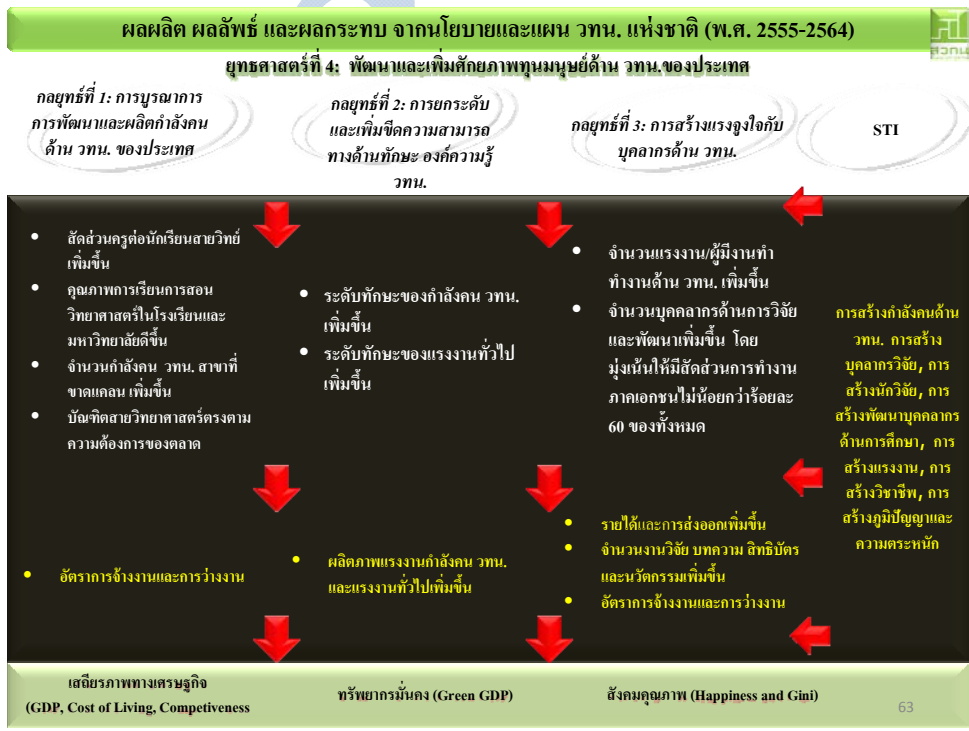 ผลผลิต ผลลัพธ์ และผลกระทบ จากนโยบายและแผน วทน. แห่งชาติ (พ.ศ. 2555-2564)
สวทน
ยุทธศาสตร์ที่ 4: พัฒนาและเพิ่มศักยภาพทุนมนุษย์ด้าน วทน.ของประเทศ
กลยุทธ์ที่ 1: การบูรณาการ
การพัฒนาและผลิตกำลังคน
ด้าน วทน. ของประเทศ
กลยุทธ์ที่ 2: การยกระดับ
และเพิ่มขีดความสามารถ
ทางด้านทักษะ องค์ความรู้
วทน.
กลยุทธ์ที่ 3: การสร้างแรงจูงใจกับ
บุคลากรด้าน วทน.
STI
• สัดส่วนครูต่อนักเรียนสายวิทย์
เพิ่มขึ้น
• คุณภาพการเรียนการสอน
วิทยาศาสตร์ในโรงเรียนและ
มหาวิทยาลัยดีขึ้น
• จำนวนกำลังคน วทน. สาขาที่
ขาดแคลน เพิ่มขึ้น
• บัณฑิตสายวิทยาศาสตร์ตรงตาม
ความต้องการของตลาด
• ระดับทักษะของกำลังคน วทน.
เพิ่มขึ้น
• ระดับทักษะของแรงงานทั่วไป
เพิ่มขึ้น
• จำนวนแรงงาน/ผู้มีงานทำ
ทำงานด้าน วทน. เพิ่มขึ้น
• จำนวนบุคคลากรด้านการวิจัย
และพัฒนาเพิ่มขึ้น โดย
มุ่งเน้นให้มีสัดส่วนการทำงาน
ภาคเอกชนไม่น้อยกว่าร้อยละ
60 ของทั้งหมด
การสร้างกำลังคนด้าน
วทน. การสร้าง
บุคลากรวิจัย, การ
สร้างนักวิจัย, การ
สร้างพัฒนาบุคคลากร
ด้านการศึกษา, การ
สร้างแรงงาน, การ
สร้างวิชาชีพ, การ
สร้างภูมิปัญญาและ
ความตระหนัก
• อัตราการจ้างงานและการว่างงาน
• ผลิตภาพแรงงานกำลังคน วทน.
และแรงงานทั่วไปเพิ่มขึ้น
• รายได้และการส่งออกเพิ่มขึ้น
• จำนวนงานวิจัย บทความ สิทธิบัตร
และนวัตกรรมเพิ่มขึ้น
• อัตราการจ้างงานและการว่างงาน
เสถียรภาพทางเศรษฐกิจ
(GDP, Cost of Living, Competiveness
ทรัพยากรมั่นคง (Green GDP)
สังคมคุณภาพ (Happiness and Gini)
63